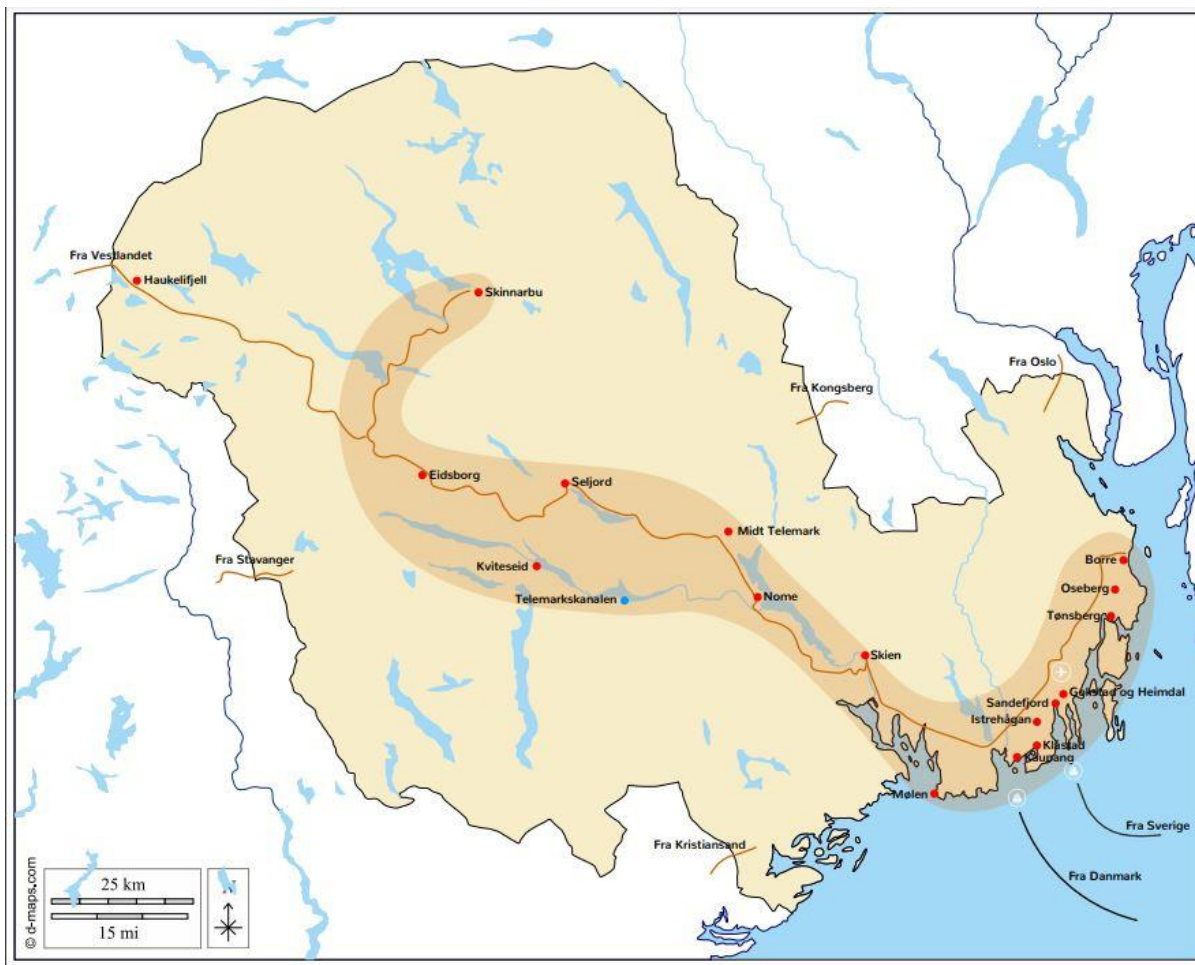 Fra Vestlandet
Haukelifjell
Skinnarbu
Fra Oslo
Fra Kongsberg
Eidsborg
Seljord
Midt Telemark
Fra Stavanger
Kviteseid
Telemarkskanalen
Nome
Borre
Oseberg
Tønsberg
Skien
Gokstad og Heimdal
Sandefjord
Istrehågan
Klåstad
Kaupang
Mølen
Fra Sverige
Fra Kristiansand
Fra Danmark
25 km
15 mi
N
© d-maps.com